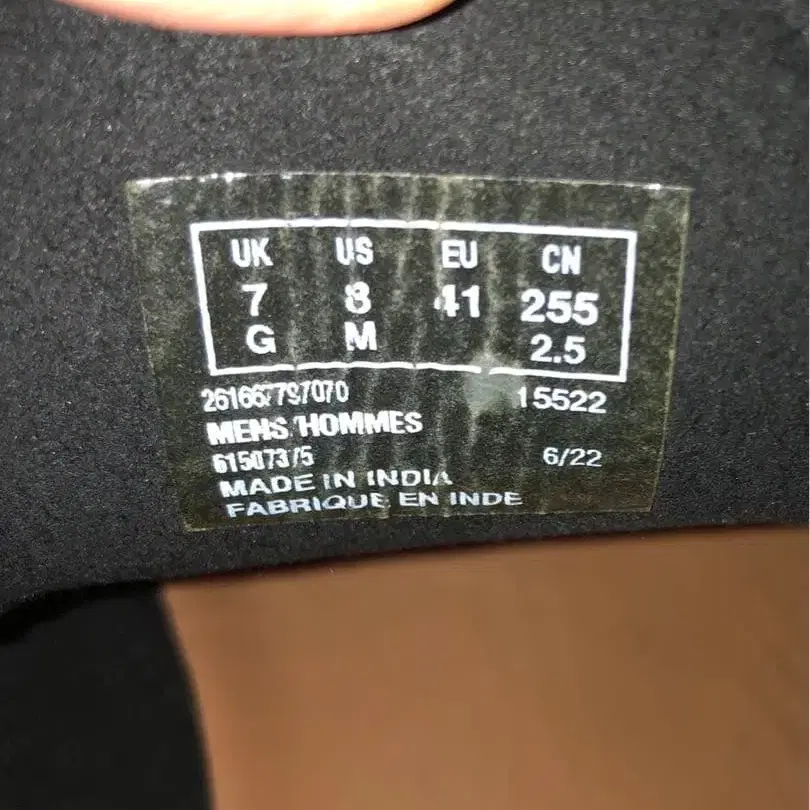 UK US EU CN
7 8 41 255
G M 2.5
261667797070 15522
MENS/HOMMES
61507375 6/22
MADE IN INDIA
FABRIQUE EN INDE